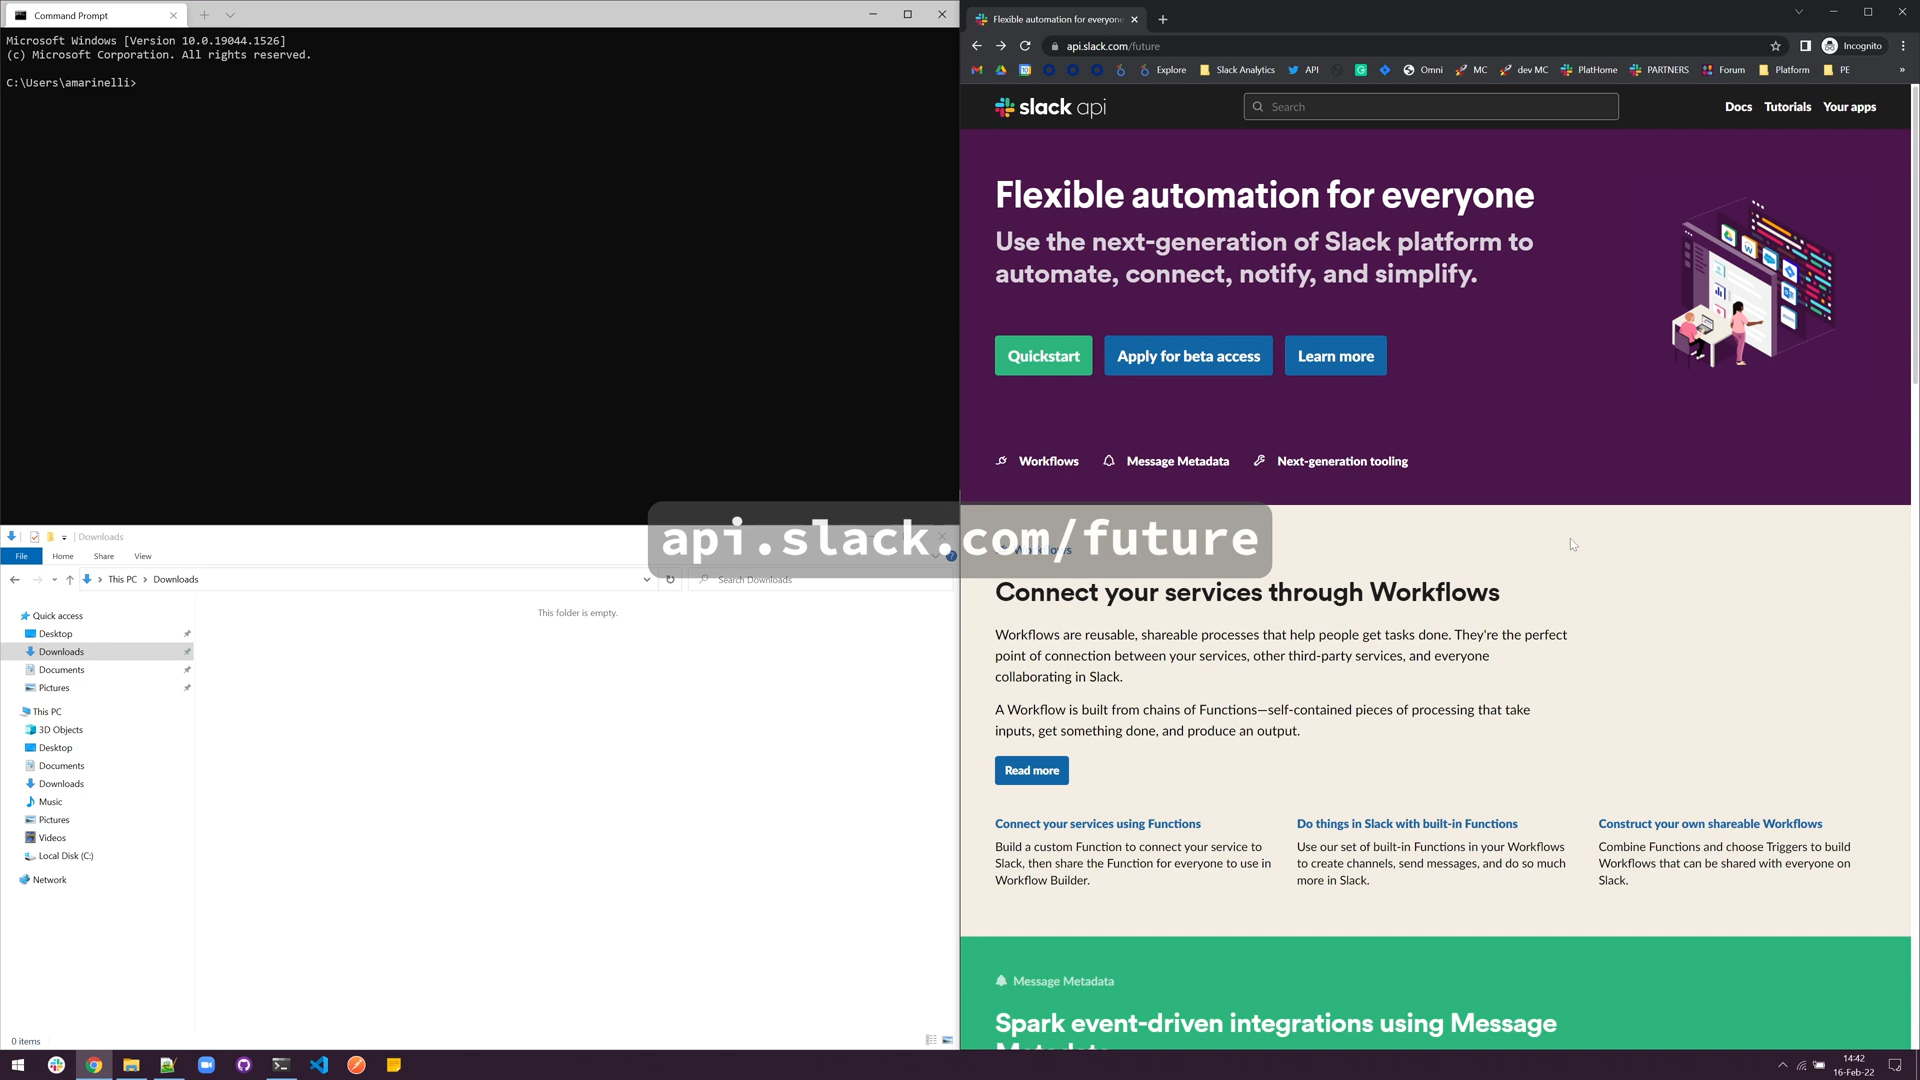 Command Prompt
Microsoft Windows [Version 10.0.19044.1526]
(c) Microsoft Corporation. All rights reserved.
C:\Users\amarinelli>
Flexible automation for everyone
api.slack.com/future
Incognito
Explore
Slack Analytics
API
Omni
MC
dev MC
PlatHome
PARTNERS
Forum
Platform
PE
»
slack api
Search
Docs
Tutorials
Your apps
Flexible automation for everyone
Use the next-generation of Slack platform to
automate, connect, notify, and simplify.
Quickstart
Apply for beta access
Learn more
Workflows
Message Metadata
Next-generation tooling
api.slack.com/future
Connect your services through Workflows
Workflows are reusable, shareable processes that help people get tasks done. They're the perfect
point of connection between your services, other third-party services, and everyone
collaborating in Slack.
A Workflow is built from chains of Functions—self-contained pieces of processing that take
inputs, get something done, and produce an output.
Read more
Connect your services using Functions
Build a custom Function to connect your service to
Slack, then share the Function for everyone to use in
Workflow Builder.
Do things in Slack with built-in Functions
Use our set of built-in Functions in your Workflows
to create channels, send messages, and do so much
more in Slack.
Construct your own shareable Workflows
Combine Functions and choose Triggers to build
Workflows that can be shared with everyone on
Slack.
Message Metadata
Spark event-driven integrations using Message
Metadata
Downloads
File
Home
Share
View
This PC > Downloads
Search Downloads
This folder is empty.
Quick access
Desktop
Downloads
Documents
Pictures
This PC
3D Objects
Desktop
Documents
Downloads
Music
Pictures
Videos
Local Disk (C:)
Network
0 items
14:42
16-Feb-22